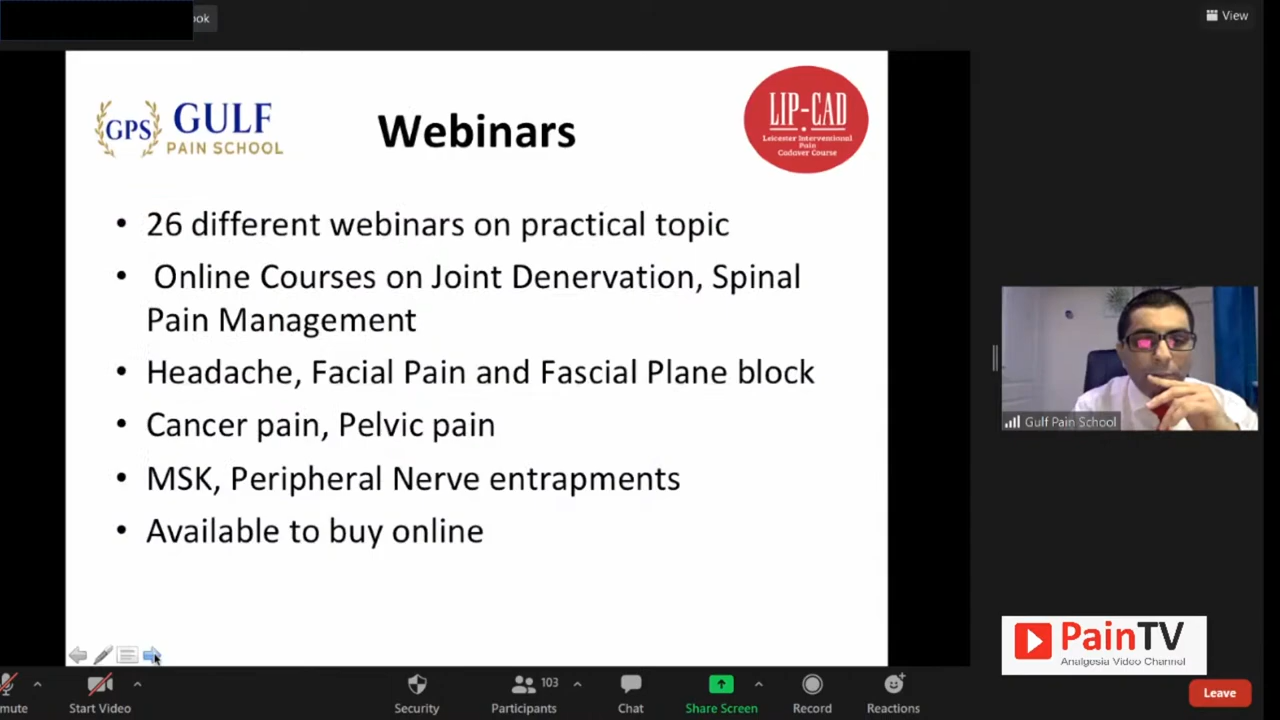 ook
View
GPS GULF
PAIN SCHOOL
Webinars
LIP-CAD
Leicester Interventional
Pain
Cadaver Course
• 26 different webinars on practical topic
• Online Courses on Joint Denervation, Spinal
Pain Management
• Headache, Facial Pain and Fascial Plane block
• Cancer pain, Pelvic pain
• MSK, Peripheral Nerve entrapments
• Available to buy online
Gulf Pain School
PainTV
Analgesia Video Channel
mute
Start Video
Security
Participants
103
Chat
Share Screen
Record
Reactions
Leave